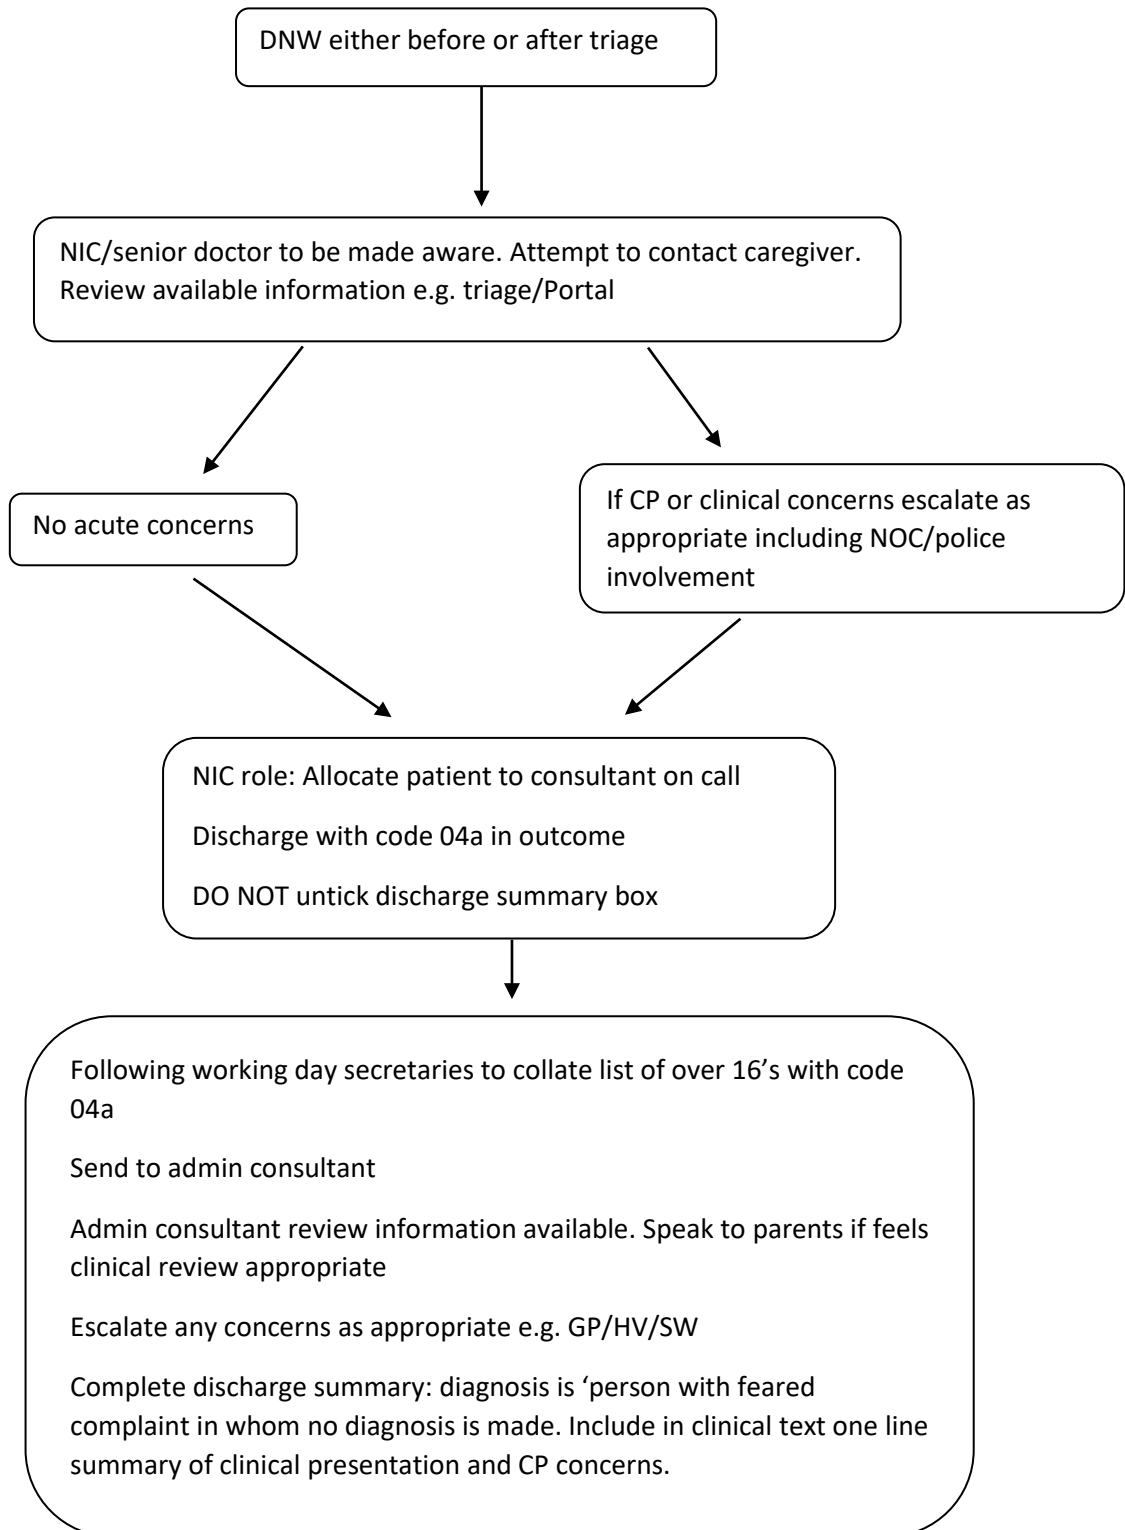 DNW either before or after triage
NIC/senior doctor to be made aware. Attempt to contact caregiver.
Review available information e.g. triage/Portal
No acute concerns
If CP or clinical concerns escalate as
appropriate including NOC/police
involvement
NIC role: Allocate patient to consultant on call
Discharge with code 04a in outcome
DO NOT untick discharge summary box
Following working day secretaries to collate list of over 16’s with code
04a
Send to admin consultant
Admin consultant review information available. Speak to parents if feels
clinical review appropriate
Escalate any concerns as appropriate e.g. GP/HV/SW
Complete discharge summary: diagnosis is ‘person with feared
complaint in whom no diagnosis is made. Include in clinical text one line
summary of clinical presentation and CP concerns.